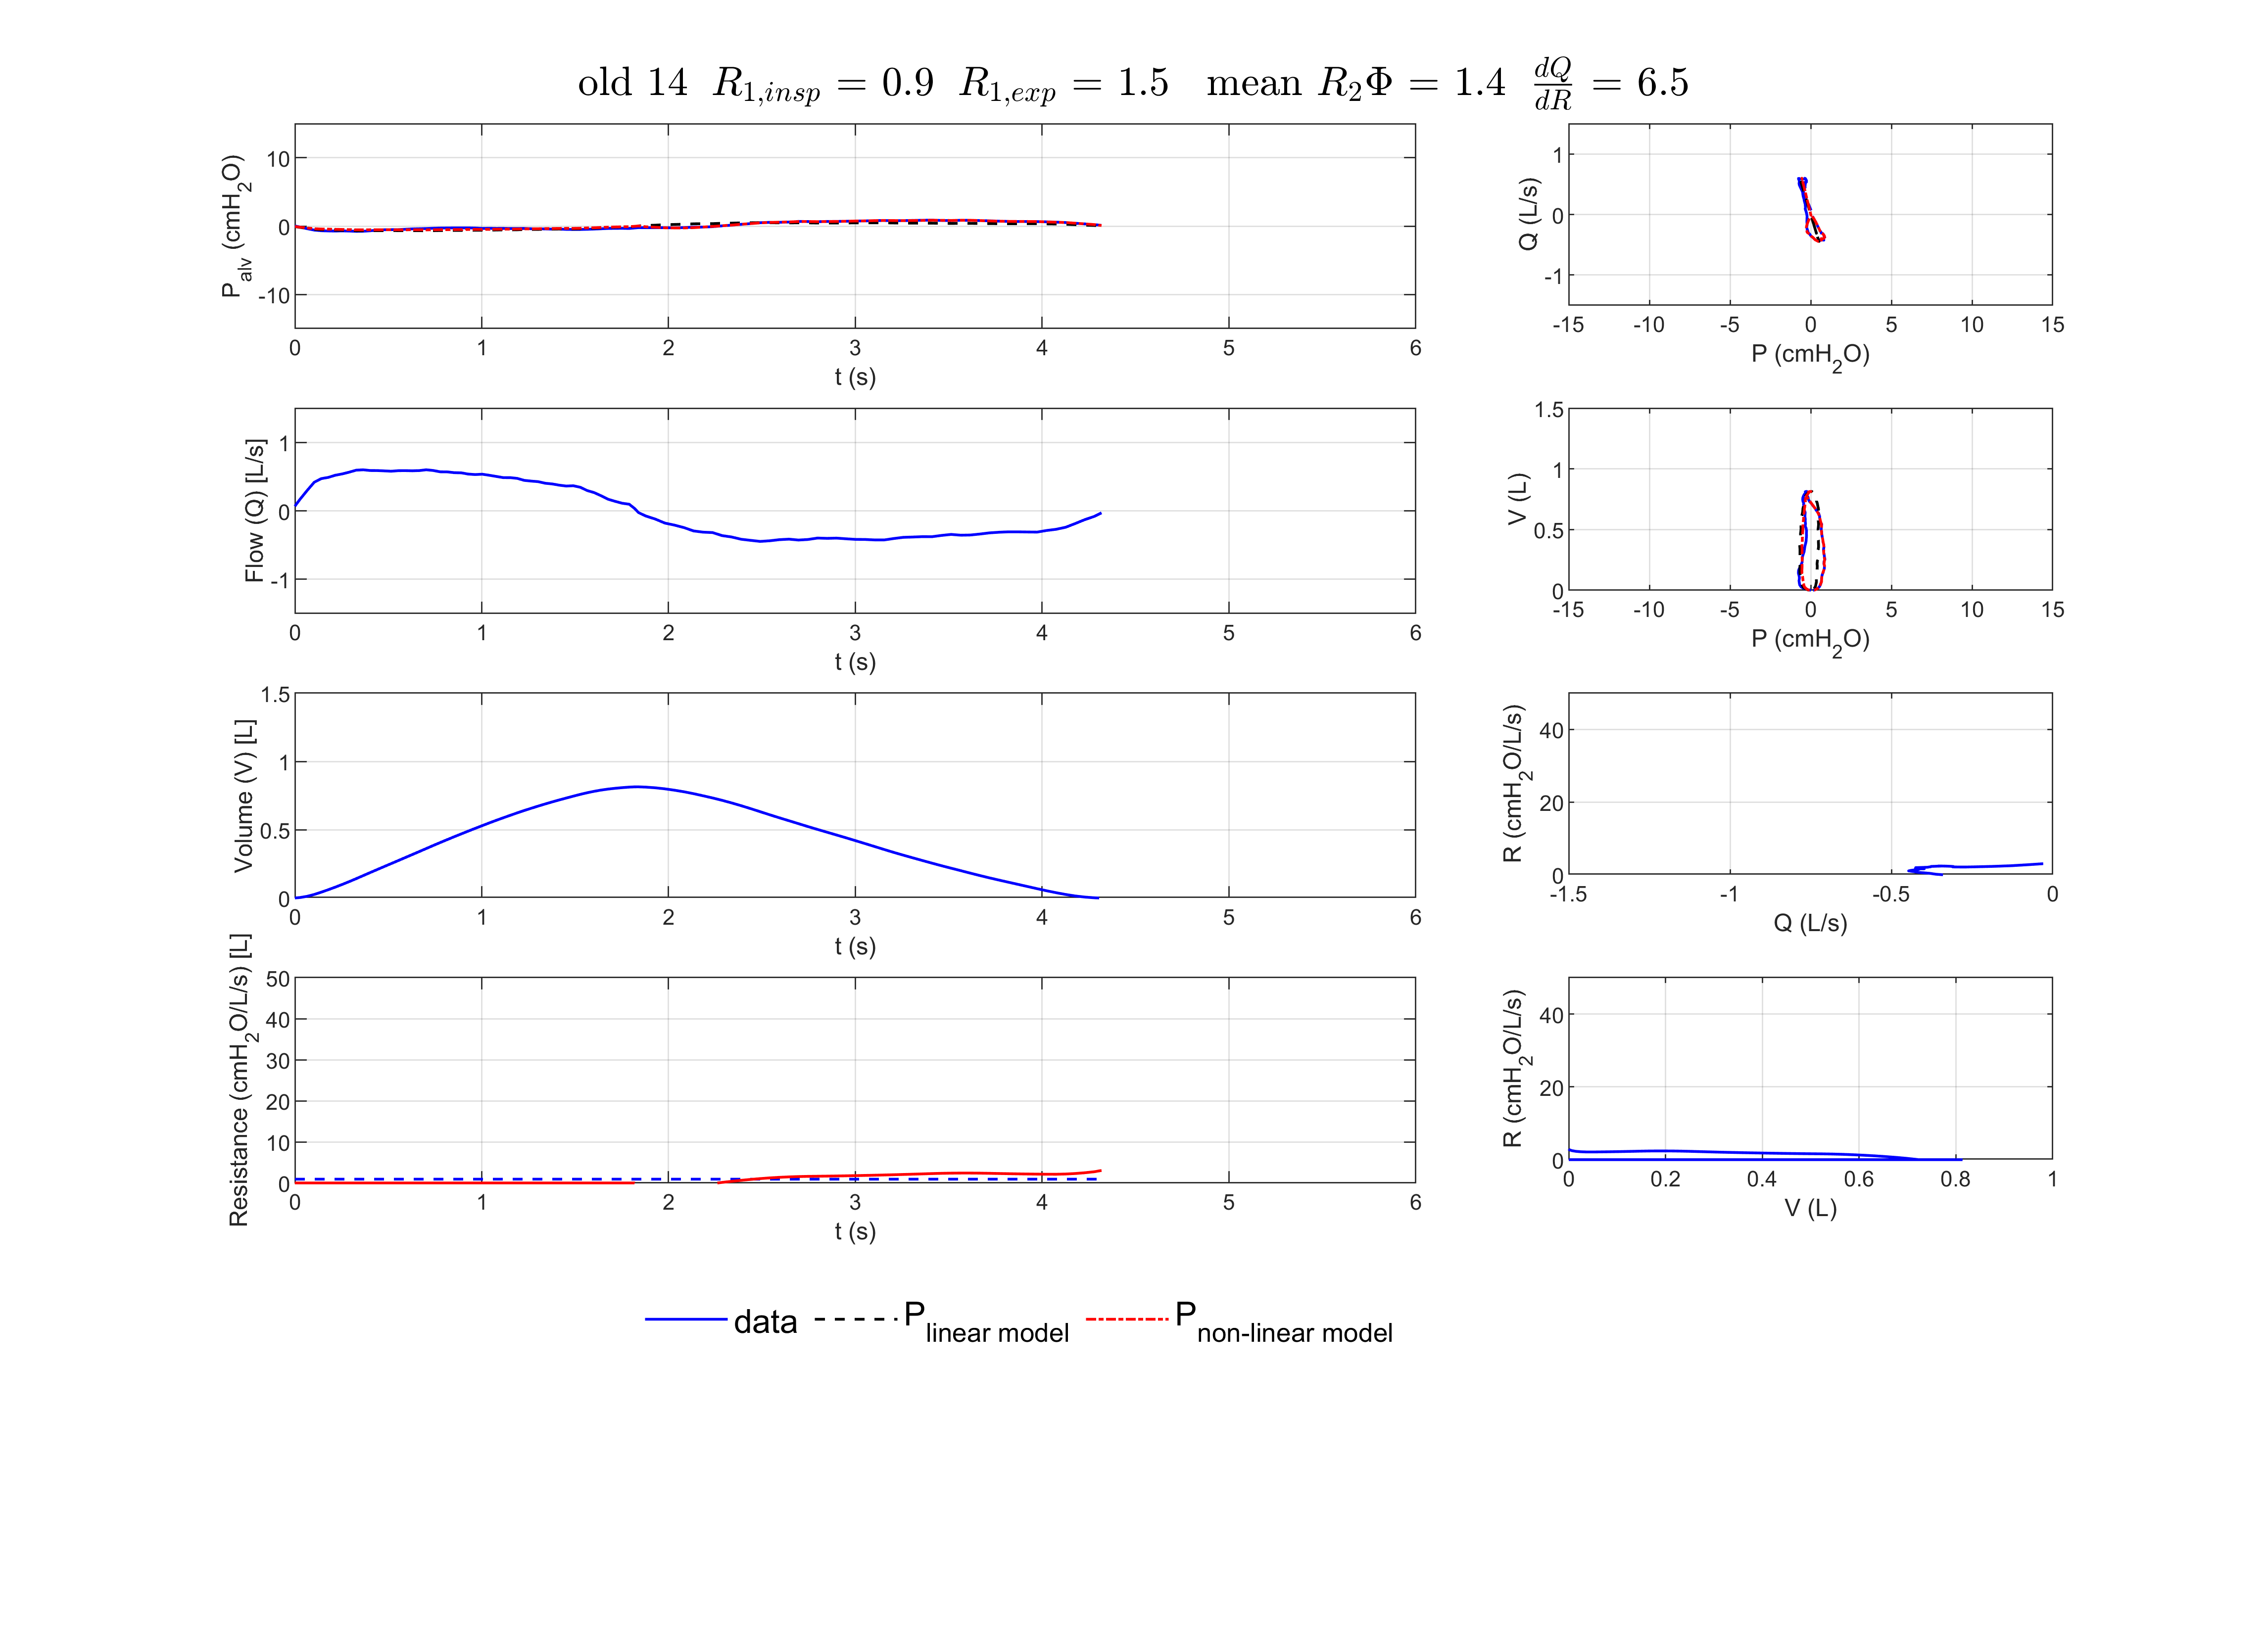 old 14 R1,insp = 0.9 R1,exp = 1.5 mean R2Φ = 1.4 dQ/dR = 6.5
Palv (cmH2O)
10
0
-10
0 1 2 3 4 5 6
t (s)
Q (L/s)
1
0
-1
-15 -10 -5 0 5 10 15
P (cmH2O)
Flow (Q) [L/s]
1
0
-1
0 1 2 3 4 5 6
t (s)
V (L)
1.5
1
0.5
0
-15 -10 -5 0 5 10 15
P (cmH2O)
Volume (V) [L]
1.5
1
0.5
0
0 1 2 3 4 5 6
t (s)
R (cmH2O/L/s)
40
20
0
-1.5 -1 -0.5 0
Q (L/s)
Resistance (cmH2O/L/s) [L]
50
40
30
20
10
0
0 1 2 3 4 5 6
t (s)
R (cmH2O/L/s)
40
20
0
0 0.2 0.4 0.6 0.8 1
V (L)
data Plinear model Pnon-linear model